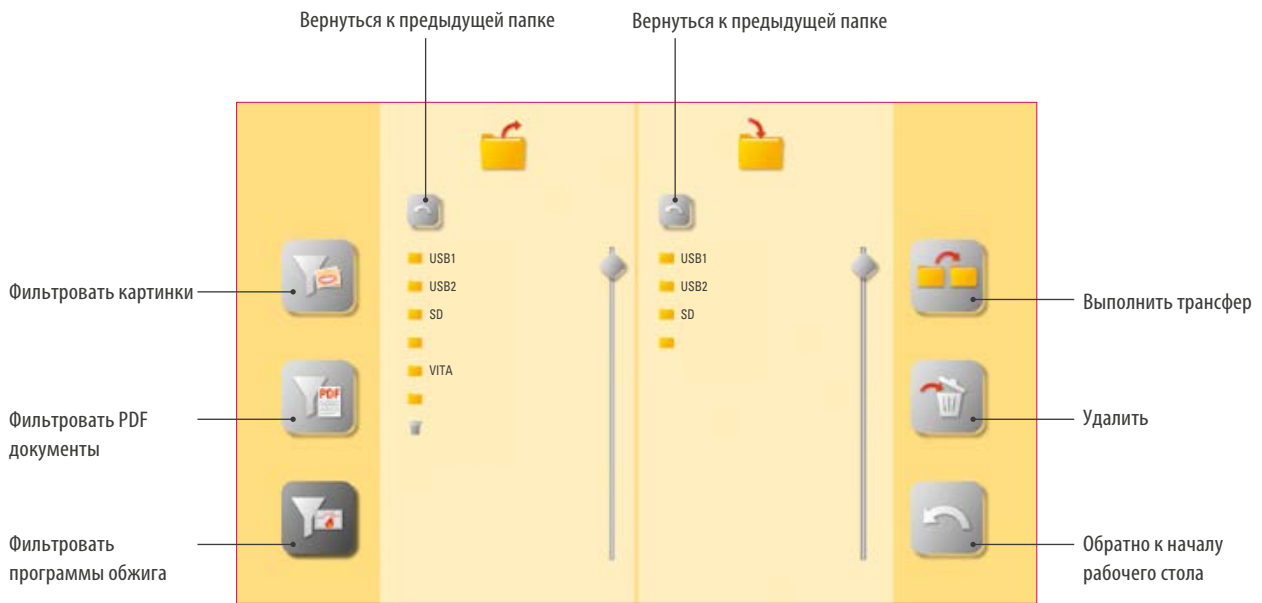 Вернуться к предыдущей папке
Вернуться к предыдущей папке
USB1
USB2
SD
VITA
USB1
USB2
SD
Фильтровать картинки
PDF
Фильтровать PDF
документы
Фильтровать
программы обжига
Выполнить трансфер
Удалить
Обратно к началу
рабочего стола